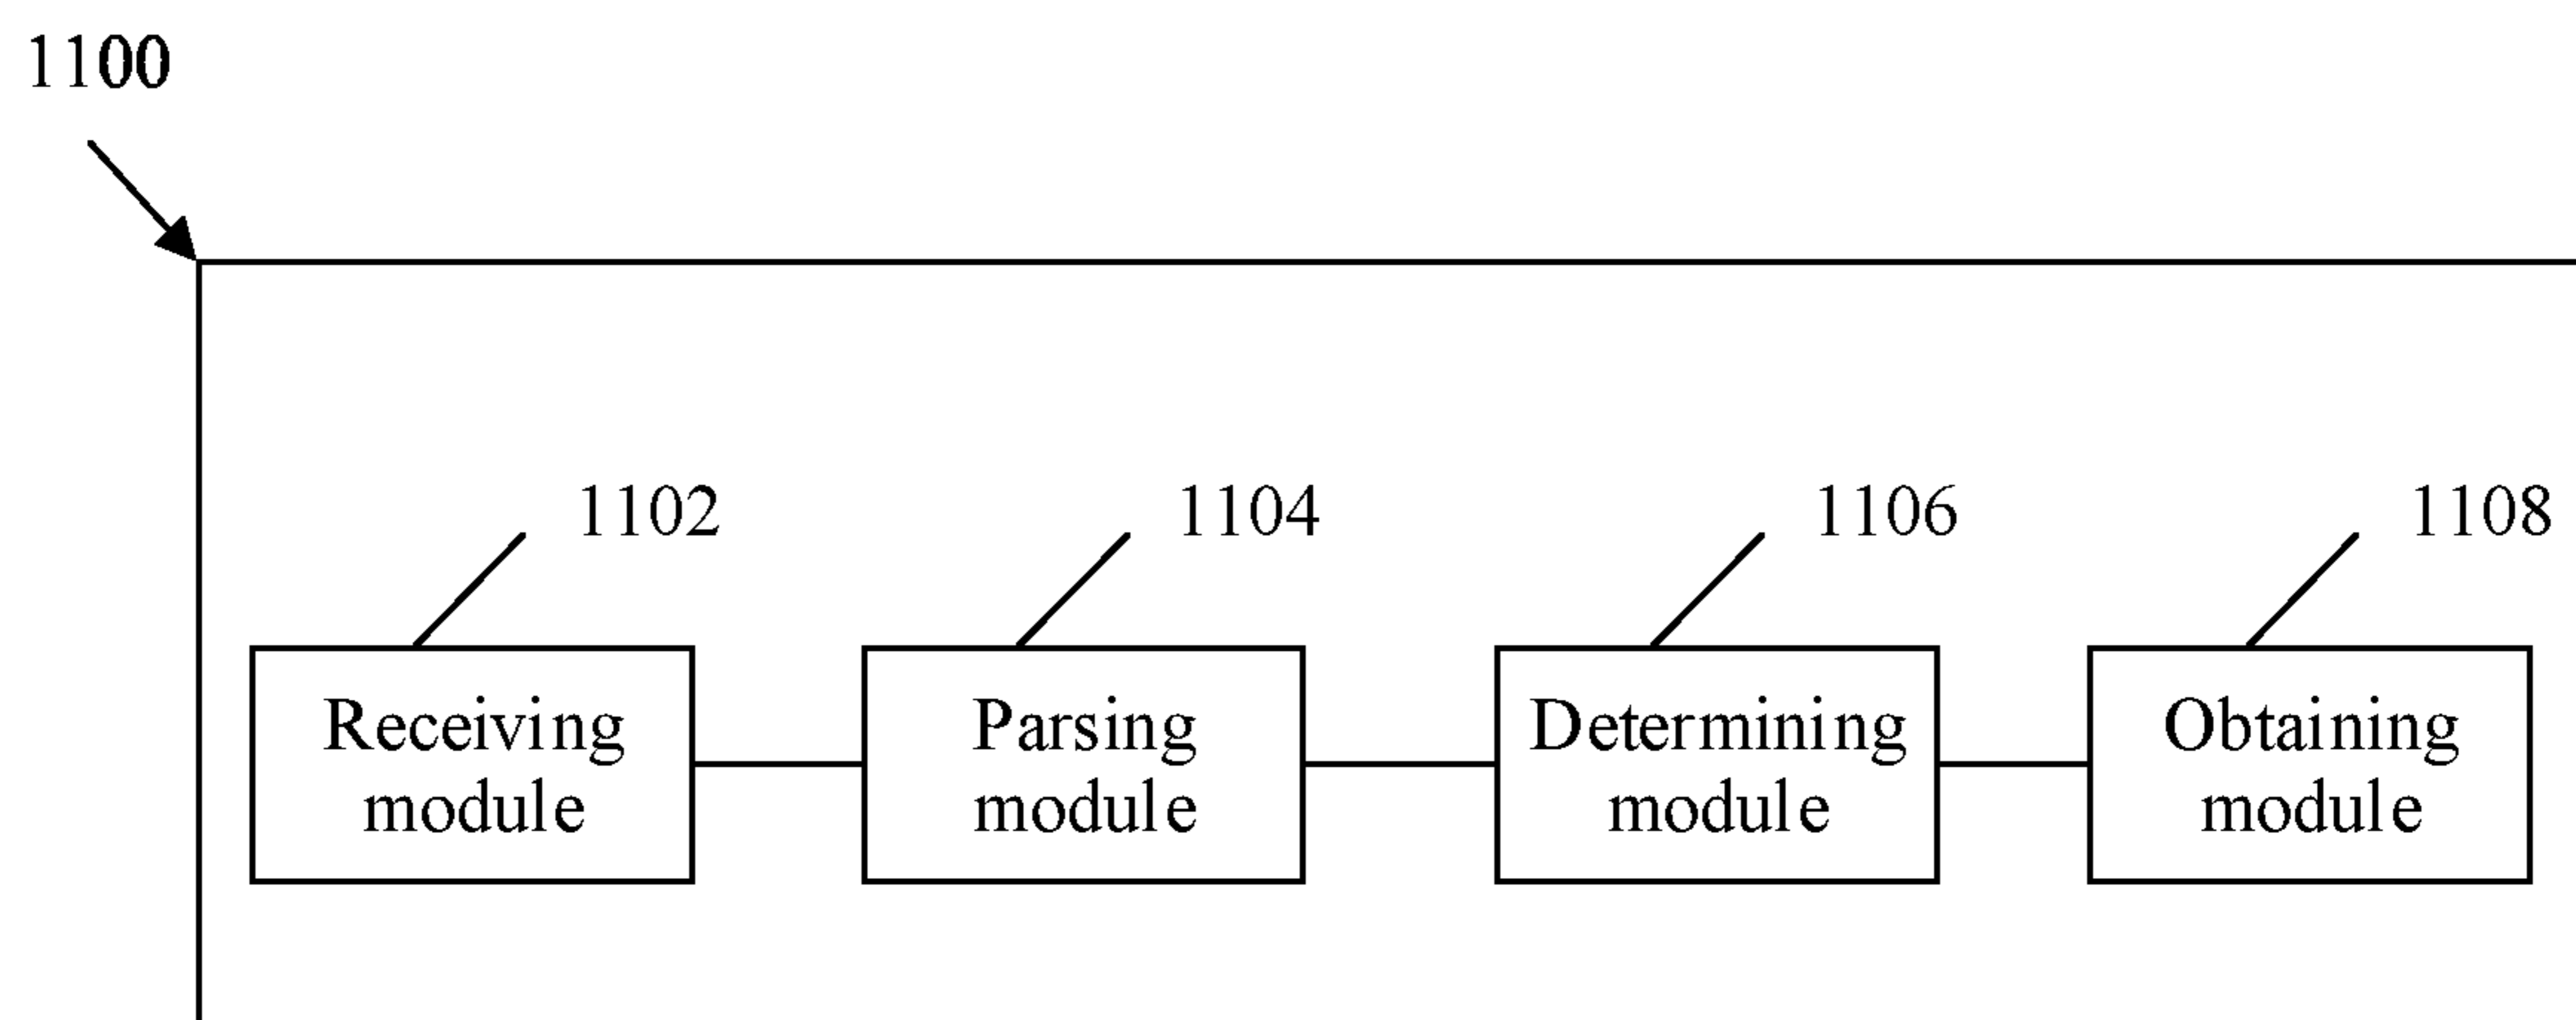 1100
1102
1104
1106
1108
Receiving
module
Parsing
module
Determining
module
Obtaining
module